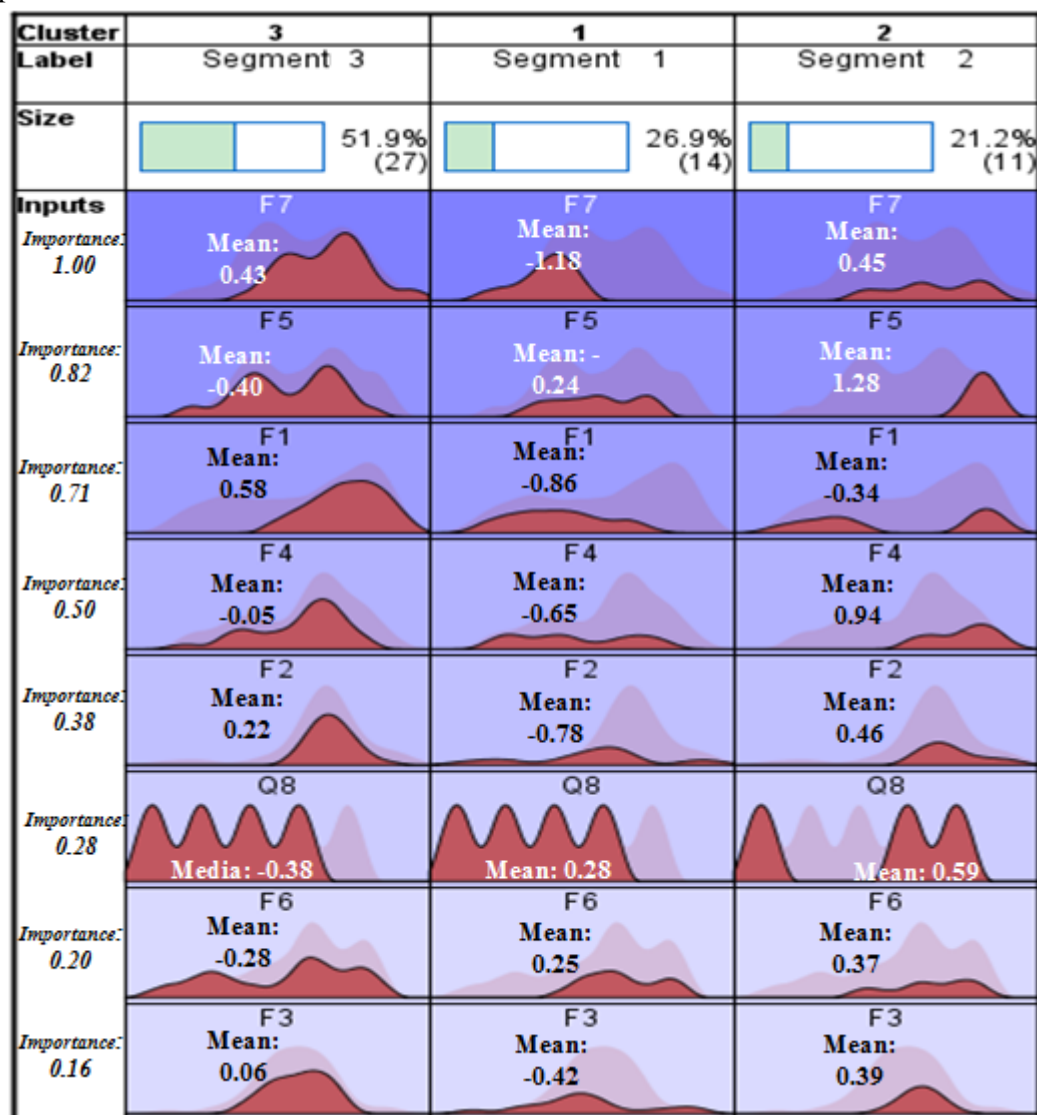 Cluster 3 1 2
Label Segment 3 Segment 1 Segment 2
Size
51.9% 26.9% 21.2%
(27) (14) (11)
Inputs F7 F7 F7
Importance: Mean: Mean: Mean:
1.00 0.43 -1.18 0.45
F5 F5 F5
Importance: Mean: Mean: - Mean:
0.82 -0.40 0.24 1.28
F1 F1 F1
Importance: Mean: Mean: Mean:
0.71 0.58 -0.86 -0.34
F4 F4 F4
Importance: Mean: Mean: Mean:
0.50 -0.05 -0.65 0.94
F2 F2 F2
Importance: Mean: Mean: Mean:
0.38 0.22 -0.78 0.46
Q8 Q8 Q8
Importance:
0.28
Media: -0.38 Mean: 0.28 Mean: 0.59
F6 F6 F6
Importance: Mean: Mean: Mean:
0.20 -0.28 0.25 0.37
F3 F3 F3
Importance: Mean: Mean: Mean:
0.16 0.06 -0.42 0.39